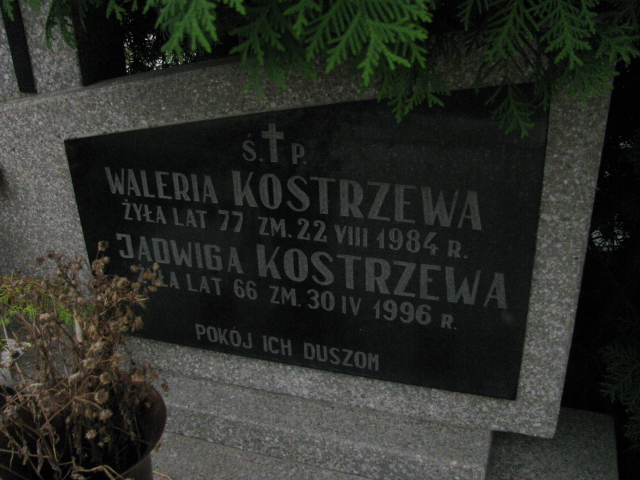 Ś. P.
WALERIA KOSTRZEWA
ŻYŁA LAT 77 ZM. 22 VIII 1984 R.
JADWIGA KOSTRZEWA
ŁA LAT 66 ZM. 30 IV 1996 R.
POKÓJ ICH DUSZOM